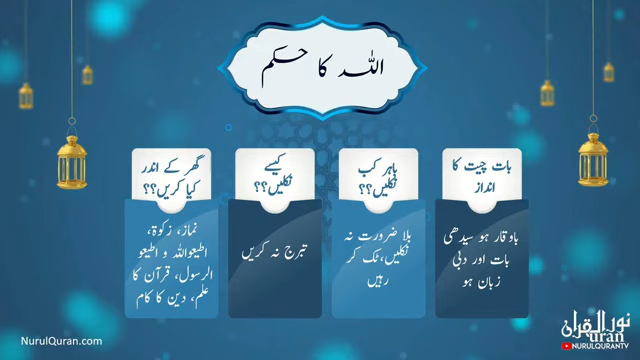 اللہ کا حکم
بات چیت کا
انداز
باوقار ہو سیدھی
بات اور دبی
زبان ہو
باہر کب
نکلیں؟؟
بلا ضرورت نہ
نکلیں، ٹک کر
رہیں
کیسے
نکلیں؟؟
تبرج نہ کریں
گھر کے اندر
کیا کریں؟؟
نماز، زکوۃ،
اطیعواللہ و اطیعو
الرسول، قرآن کا
علم، دین کا کام
NurulQuran.com
نور القرآن
uran
NURULQURANTV